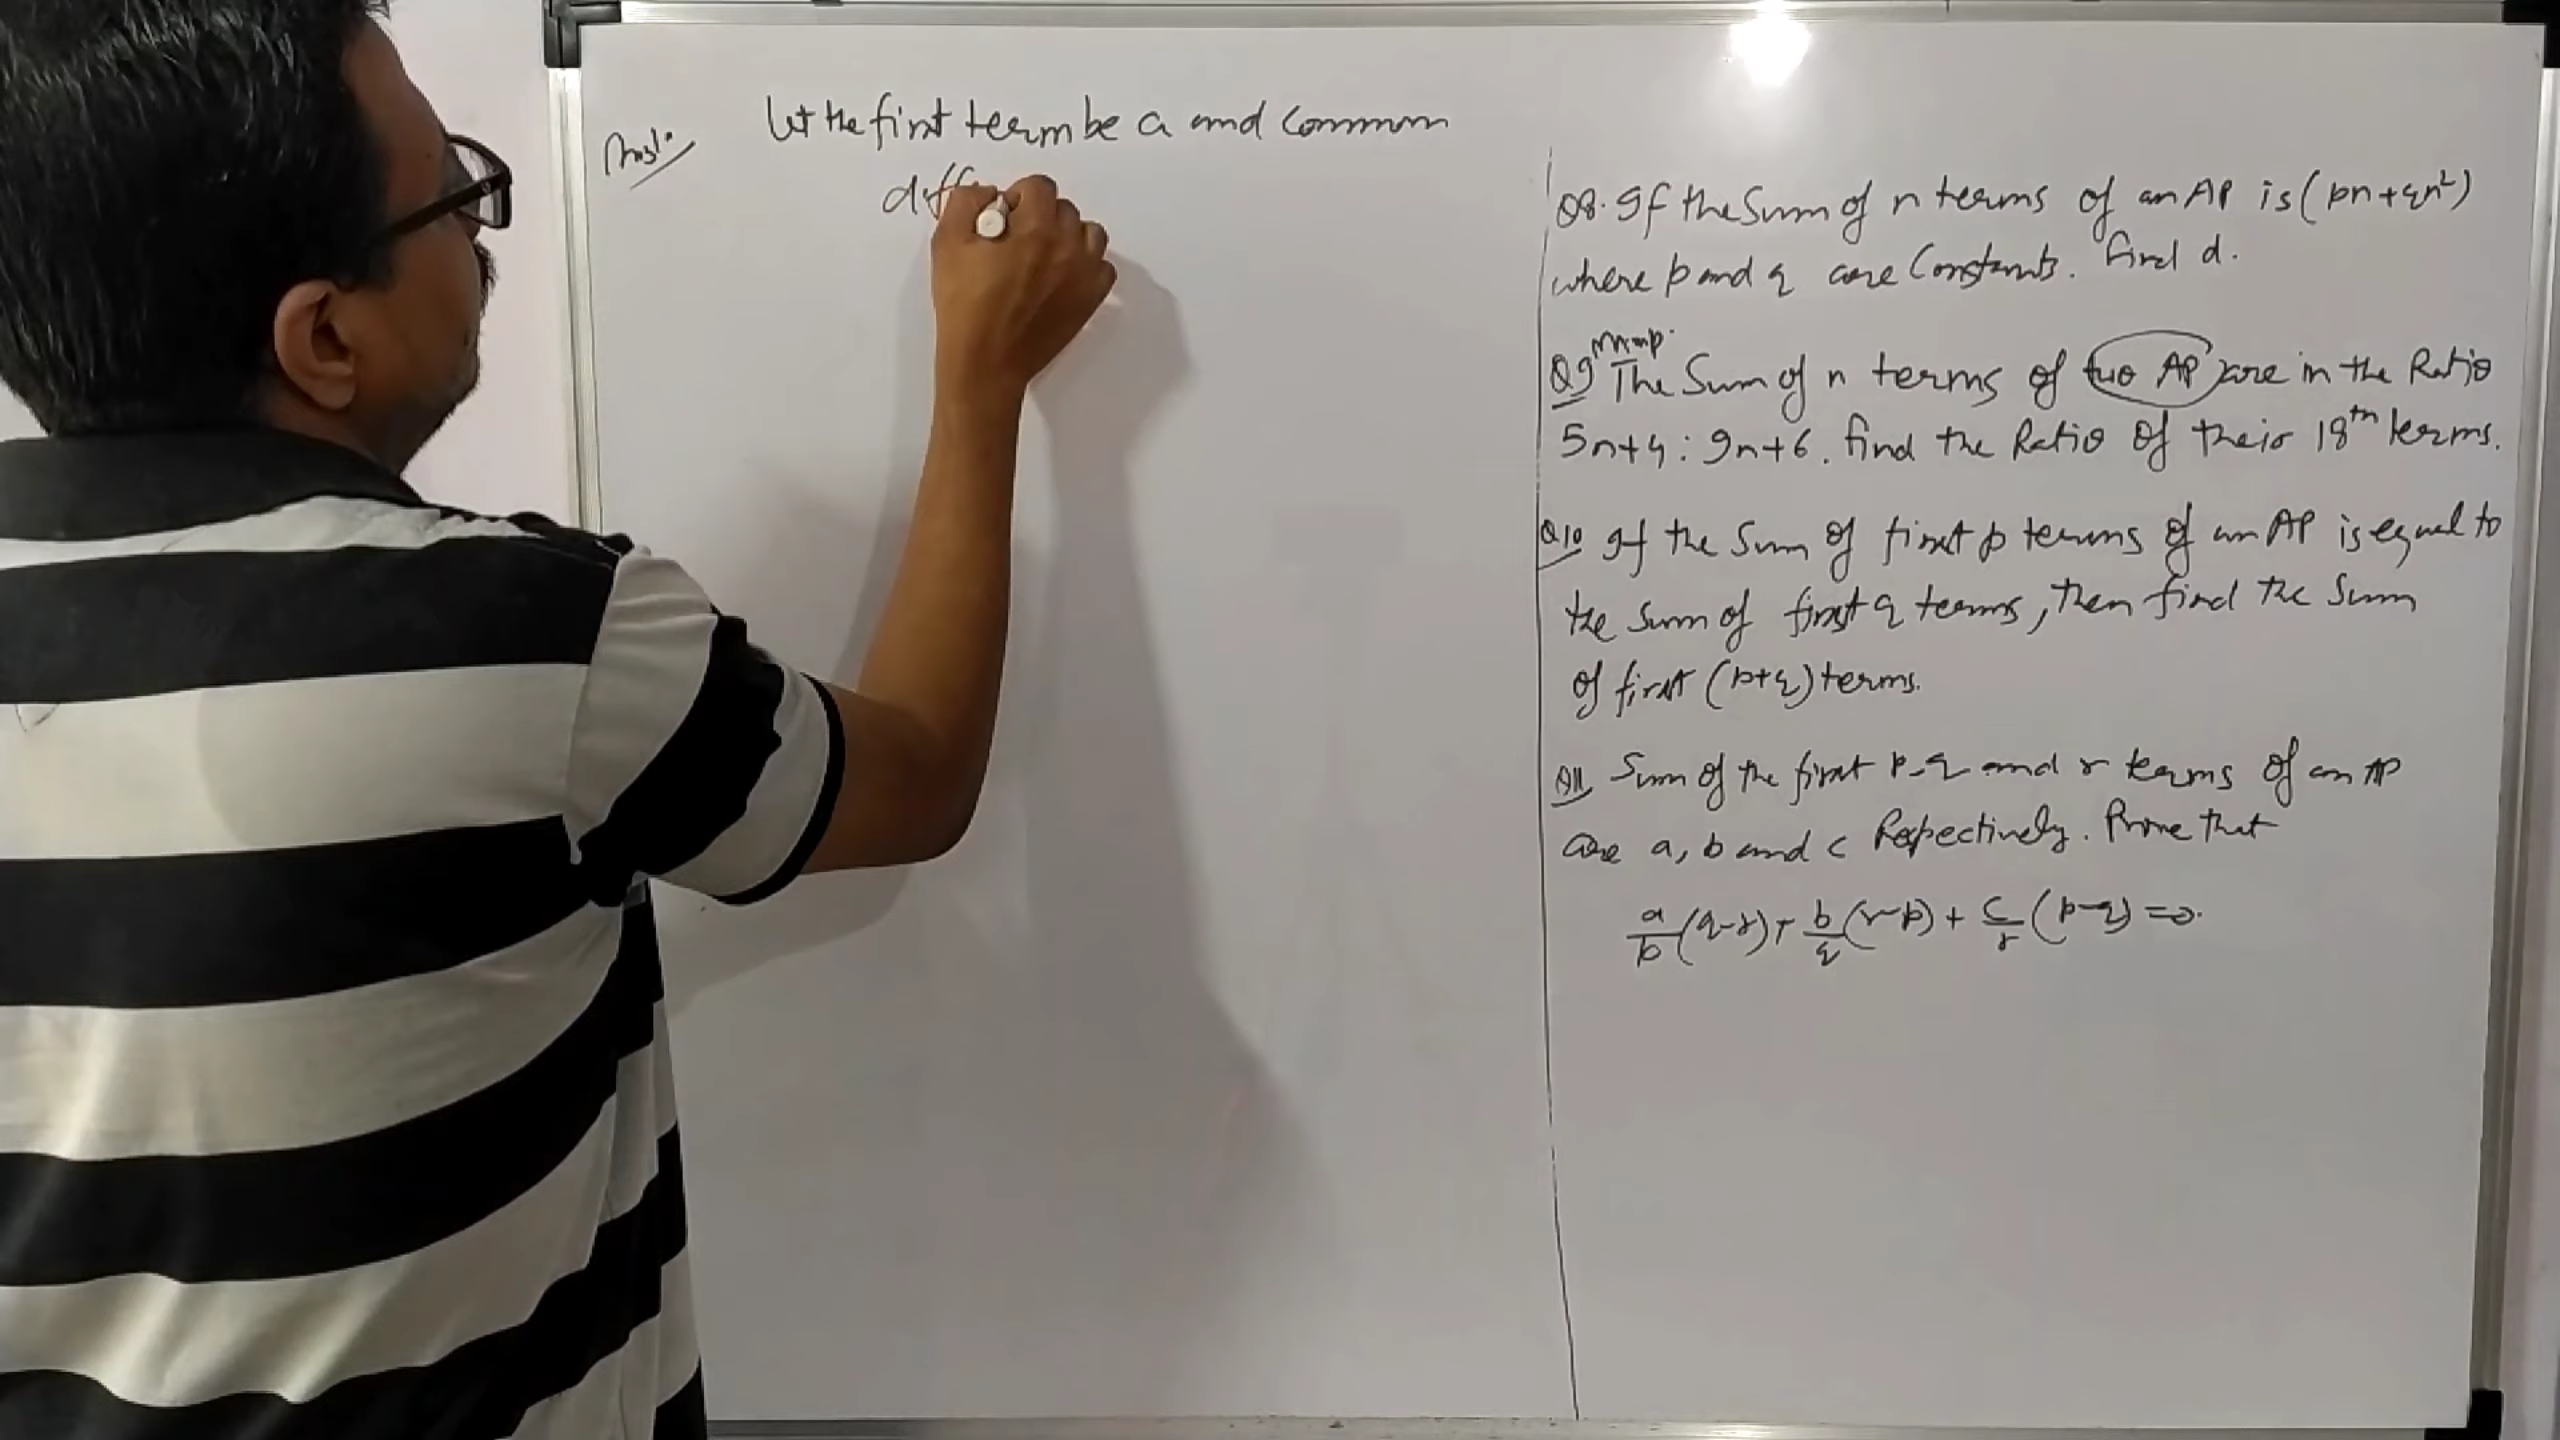 Ans:
Let the first term be a and common
diff
Q8. If the Sum of n terms of an AP is (pn+qn²)
where p and q are Constants. find d.
Q9 The Sum of n terms of two AP are in the Ratio
5n+4 : 9n+6. find the Ratio of their 18th terms.
Q10 If the Sum of first p terms of an AP is equal to
the Sum of first q terms, then find the Sum
of first (p+q) terms.
Q11 Sum of the first p, q and r terms of an AP
are a, b and c Respectively. Prove that
a/p (q-r) + b/q (r-p) + c/r (p-q) = 0.